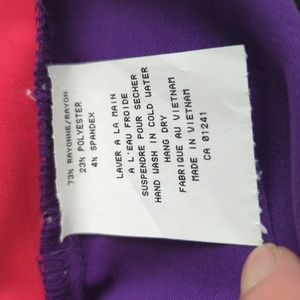 73% RAYONNE/RAYON
23% POLYESTER
4% SPANDEX
LAVER A LA MAIN
A L'EAU FROIDE
SUSPENDRE POUR SECHER
HAND WASH IN COLD WATER
HANG DRY
FABRIQUE AU VIETNAM
MADE IN VIETNAM
CA 01241